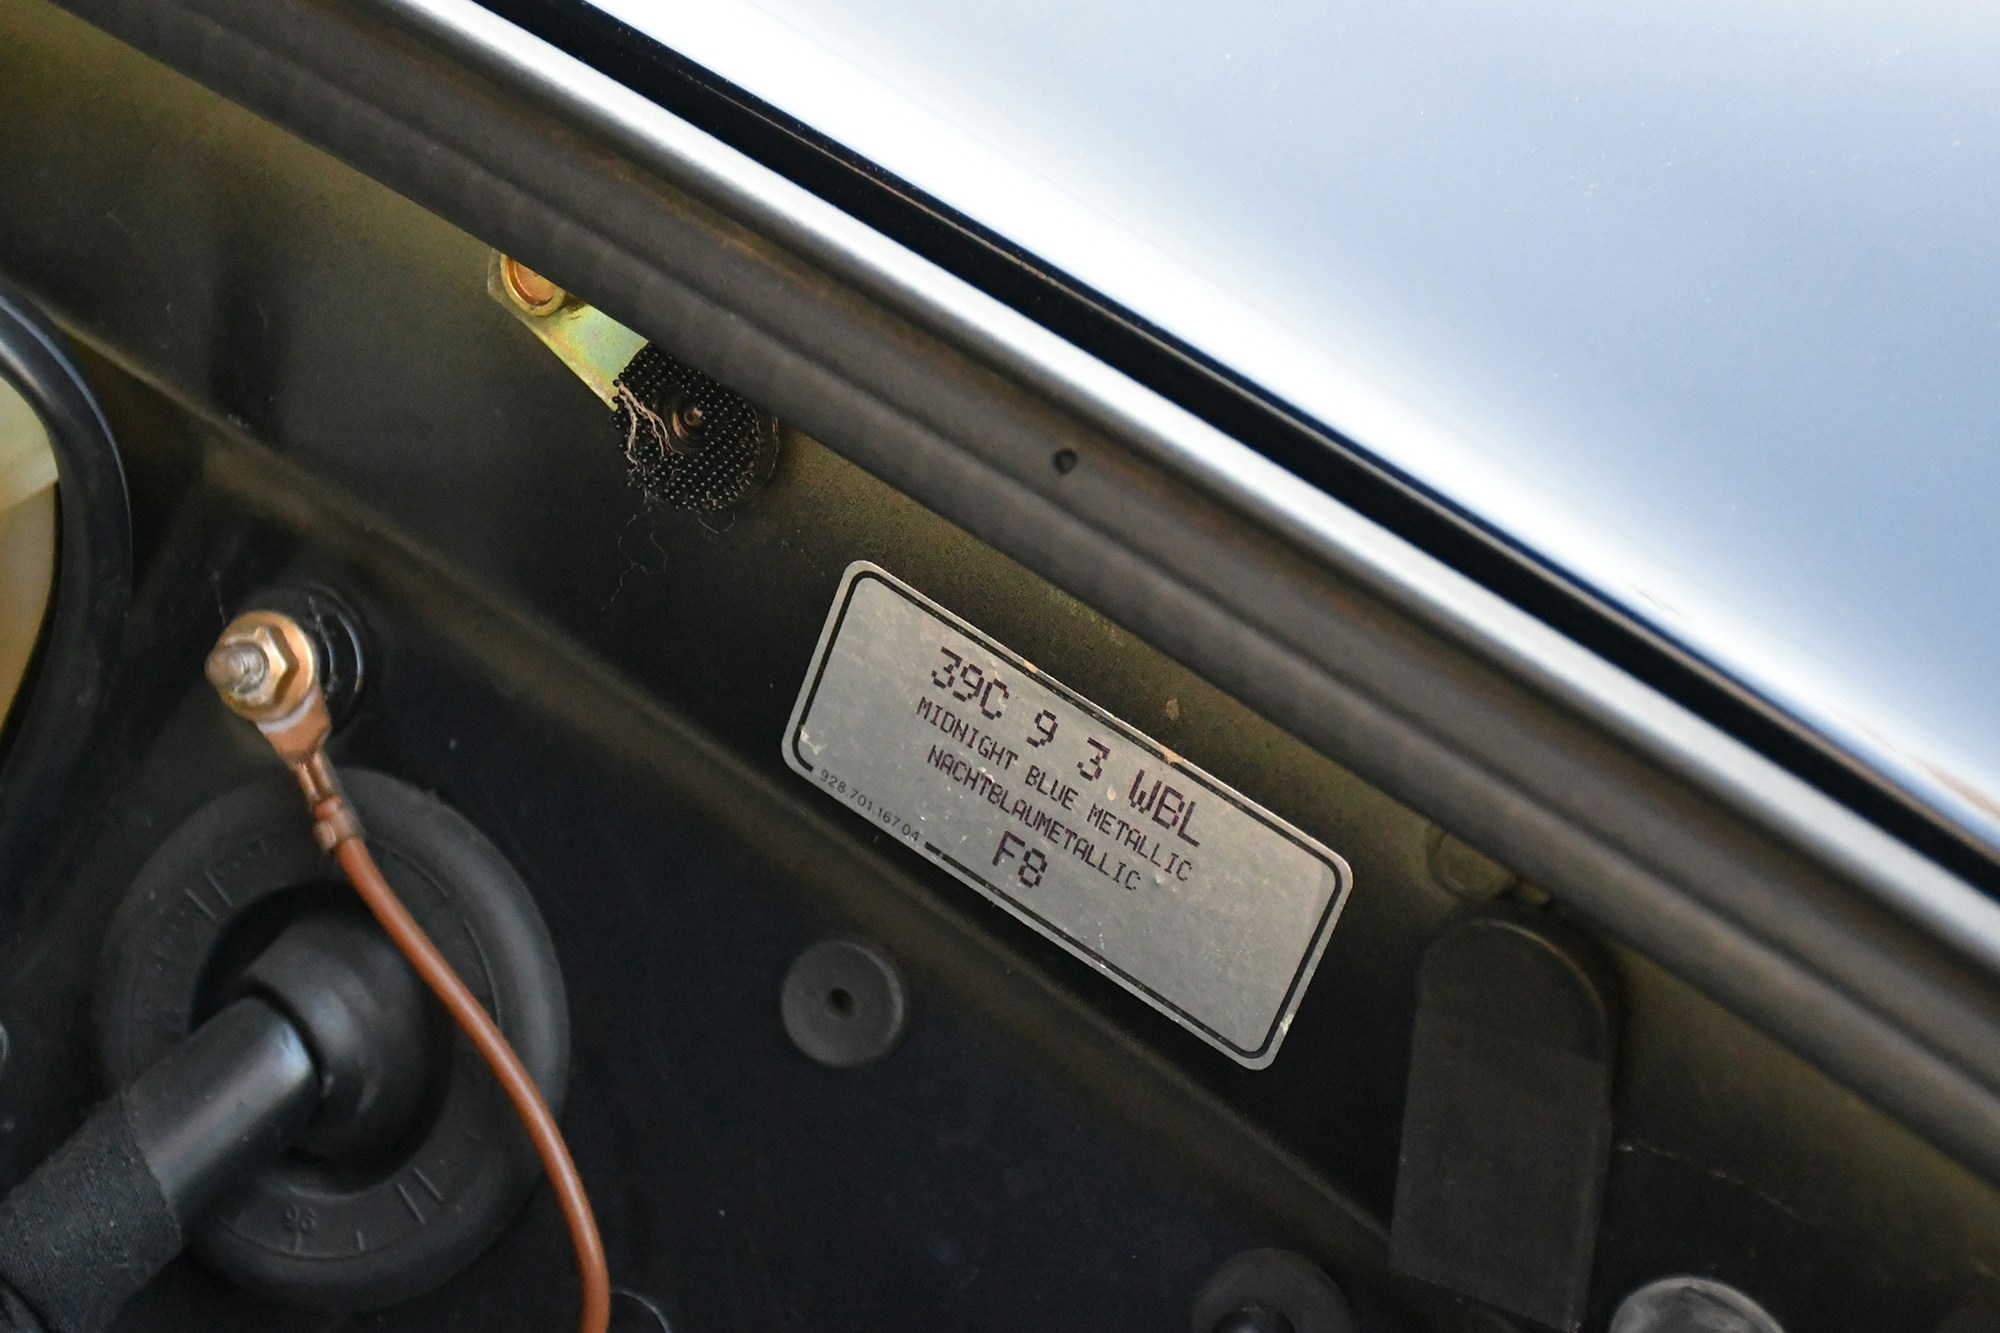 39C 9 3 WBL
MIDNIGHT BLUE METALLIC
NACHTBLAUMETALLIC
F8
928.701.167.04